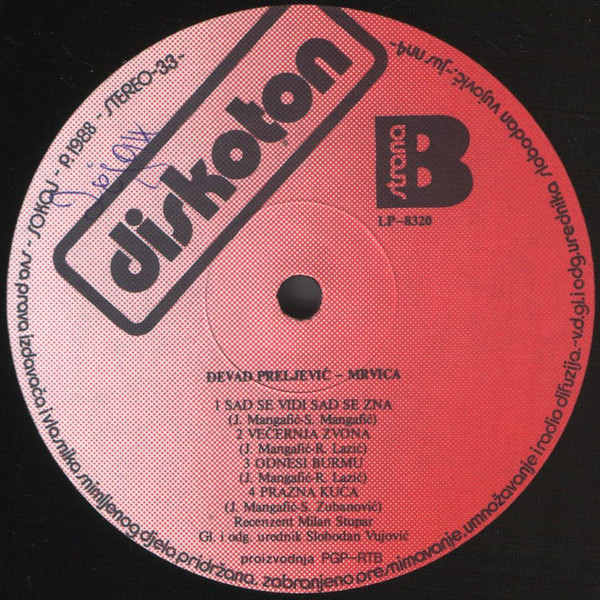 diskoton
strana B
LP-8320
ĐEVAD PRELJEVIĆ - MRVICA
1 SAD SE VIDI SAD SE ZNA
(J. Mangafić-S. Mangafić)
2 VEČERNJA ZVONA
(J. Mangafić-R. Lazić)
3 ODNESI BURMU
(J. Mangafić-R. Lazić)
4 PRAZNA KUĆA
(J. Mangafić-S. Zubanović)
Recenzent Milan Stupar
Gl. i odg. urednik Slobodan Vujović
proizvodnja PGP-RTB
STEREO-33- - P.1988 - SOKOJ - sva prava izdavača i vlasnika snimljenog djela pridržana. zabranjeno presnimavanje, umnožavanje i radio difuzija.-v.d.gl. i odg.urednika slobodan vujović-jus nn4-